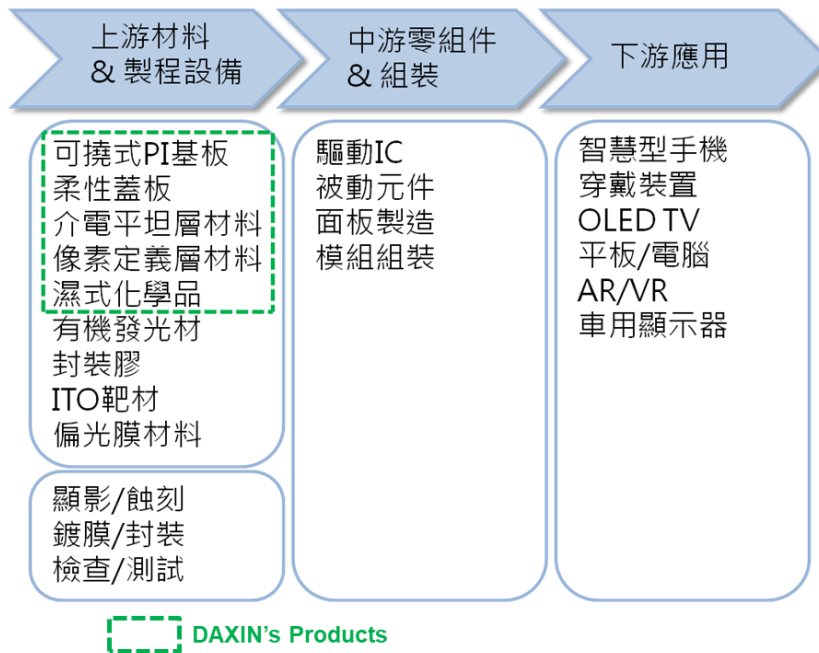 上游材料
& 製程設備
中游零組件
& 組裝
下游應用
可撓式PI基板
柔性蓋板
介電平坦層材料
像素定義層材料
濕式化學品
有機發光材
封裝膠
ITO靶材
偏光膜材料
顯影/蝕刻
鍍膜/封裝
檢查/測試
驅動IC
被動元件
面板製造
模組組裝
智慧型手機
穿戴裝置
OLED TV
平板/電腦
AR/VR
車用顯示器
DAXIN's Products